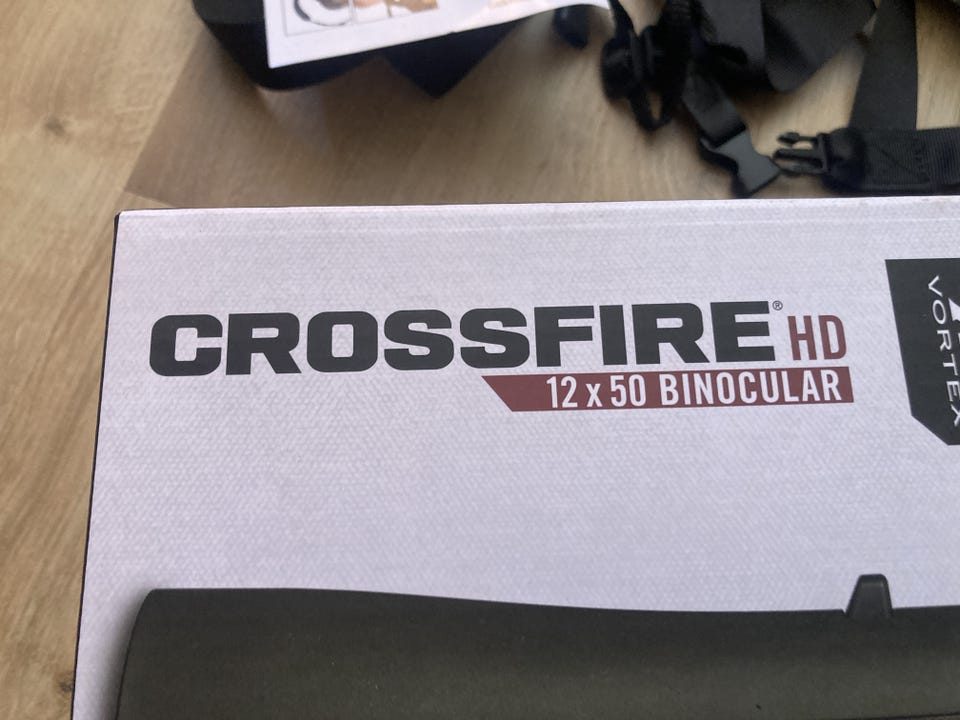 CROSSFIRE® HD
12 x 50 BINOCULAR
VORTEX